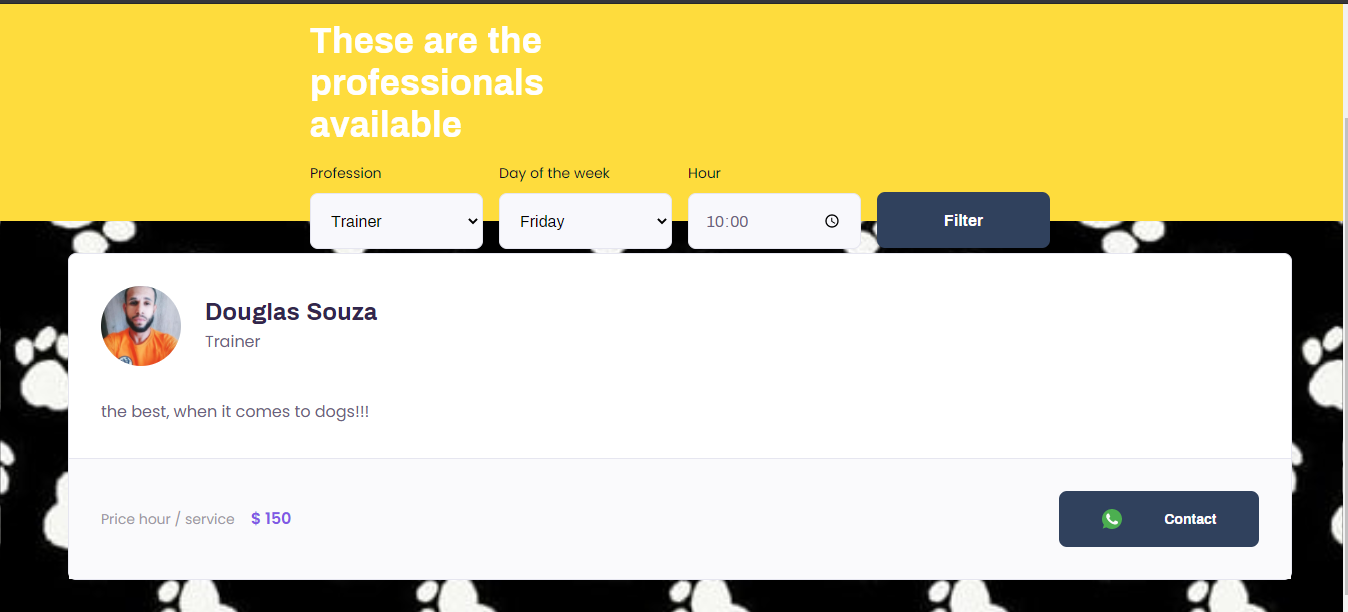 These are the
professionals
available
Profession Day of the week Hour
Trainer Friday 10:00 Filter
Douglas Souza
Trainer
the best, when it comes to dogs!!!
Price hour / service $ 150 Contact